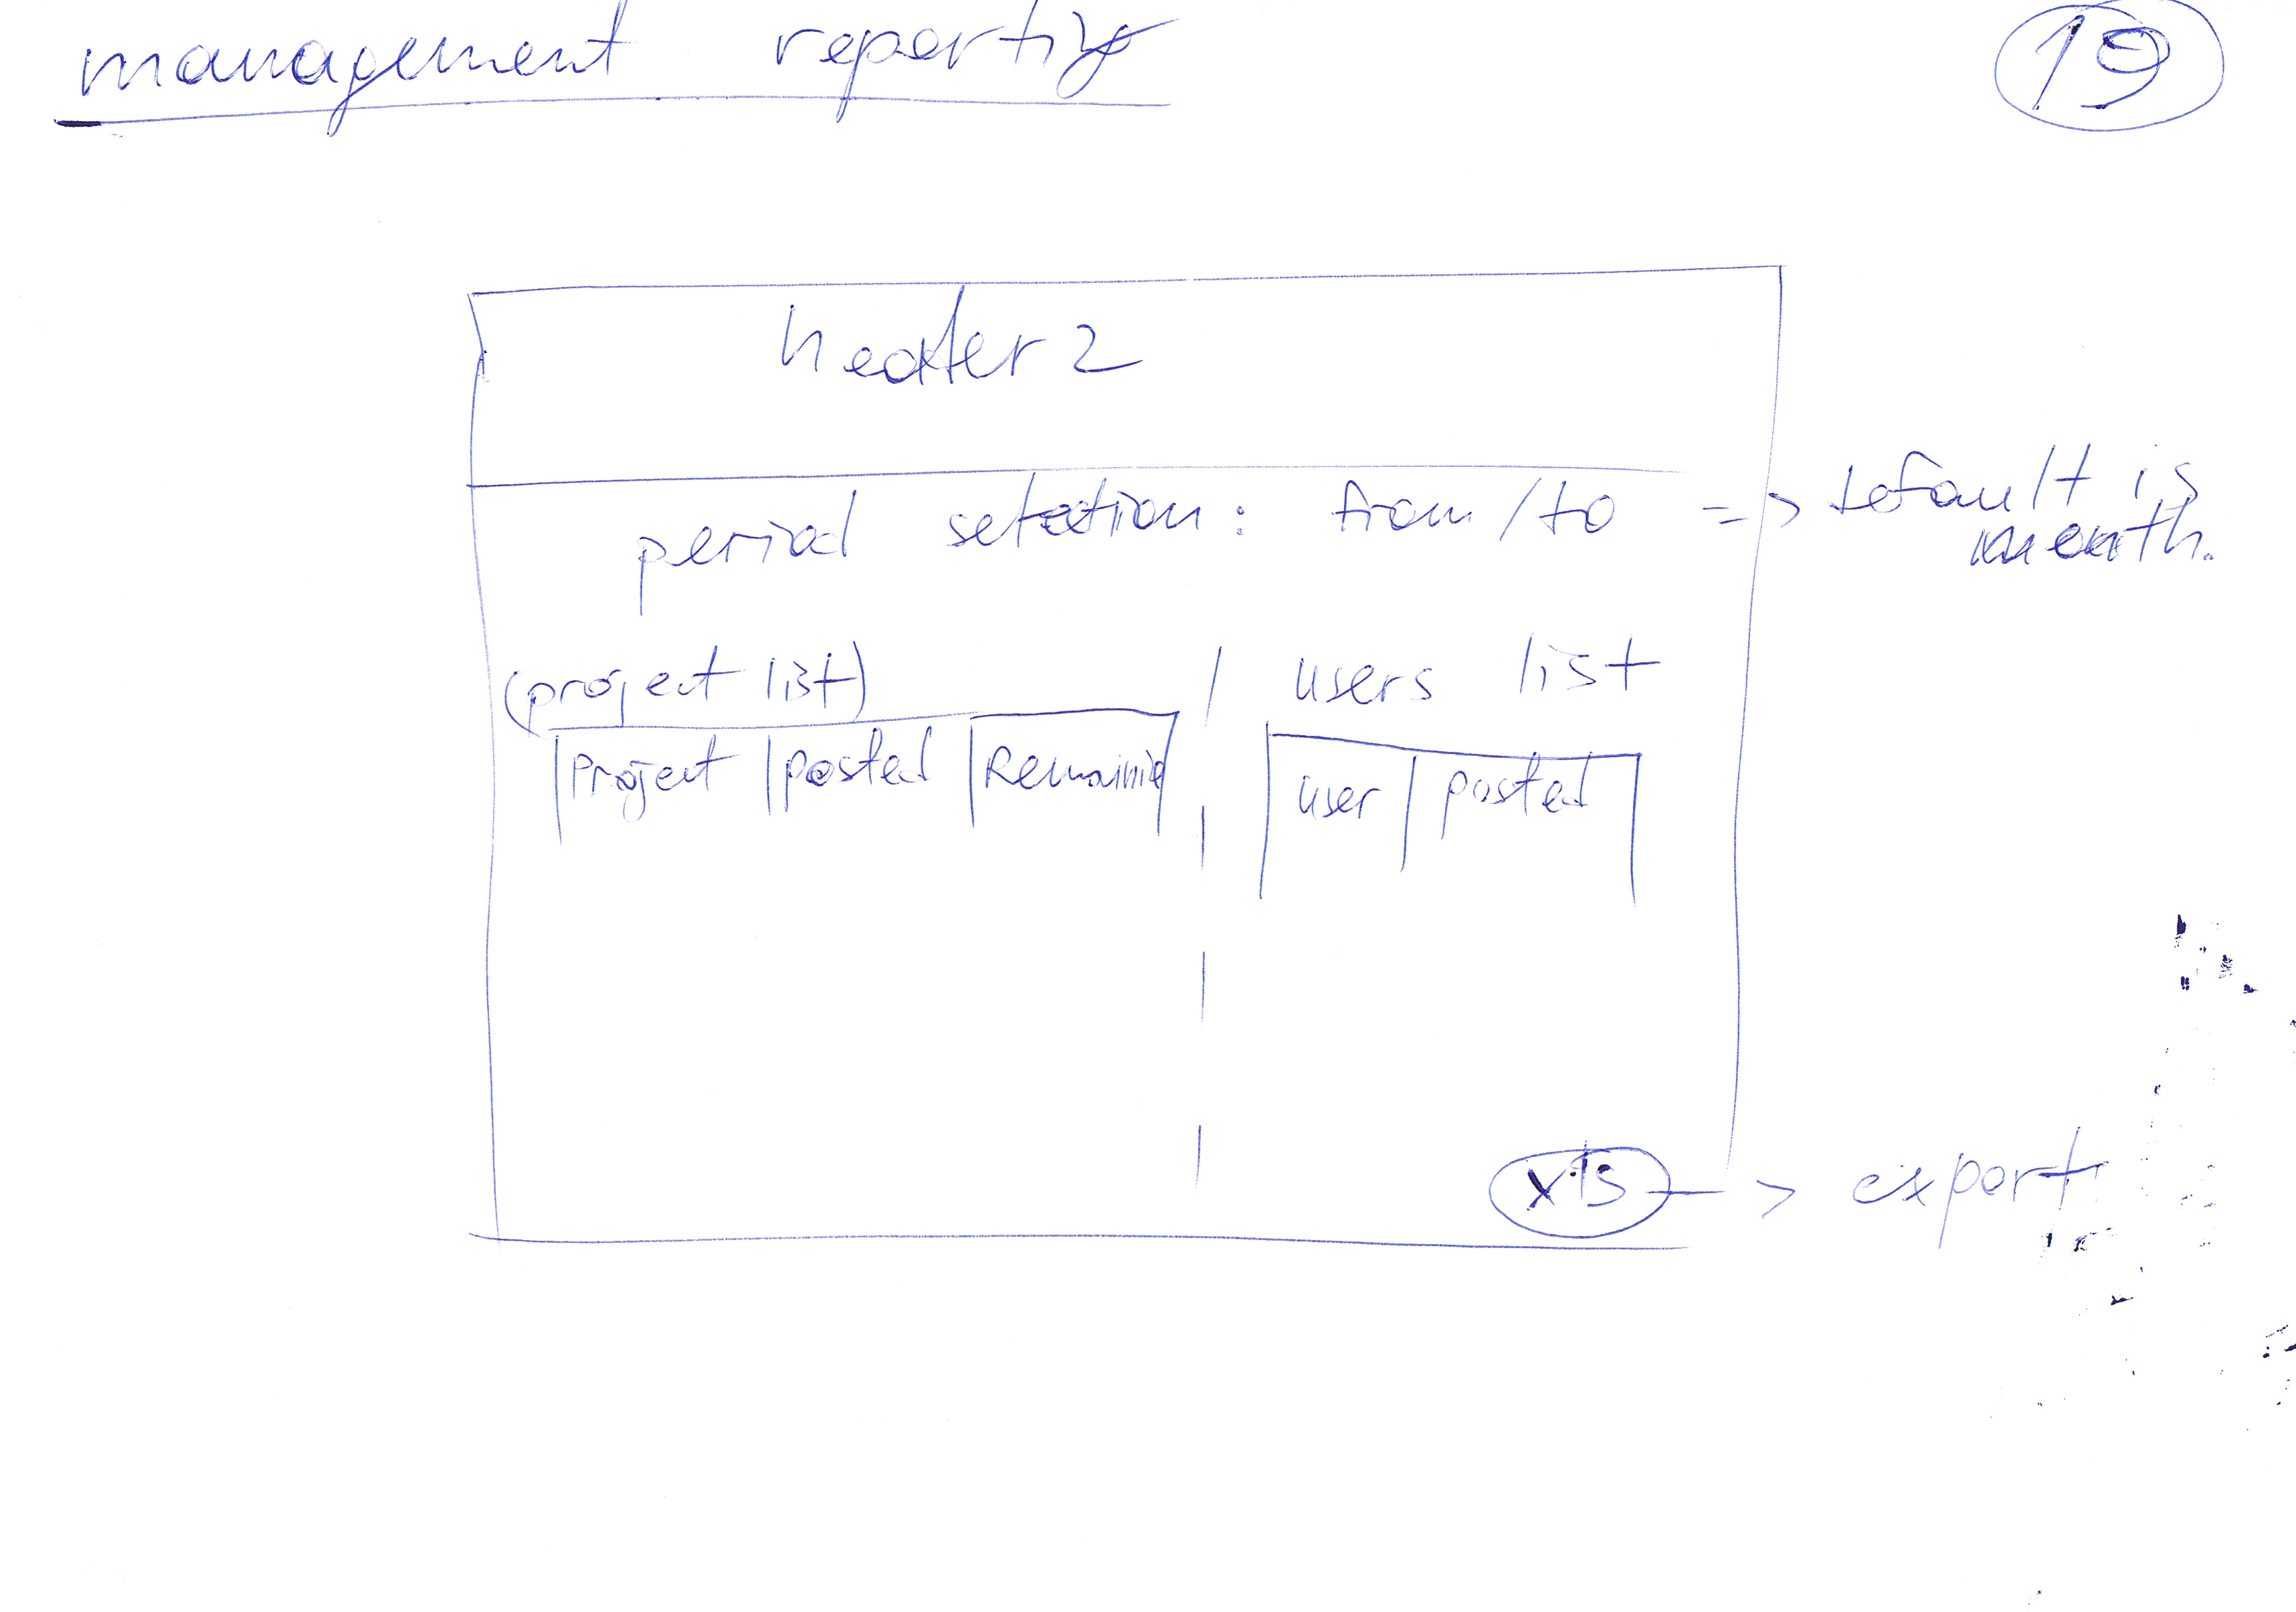 management reporting
19
header 2
period selection: from/to => default is
month.
(project list) | users list
|Project |posted |Remaining|
|user | posted|
xls -> export